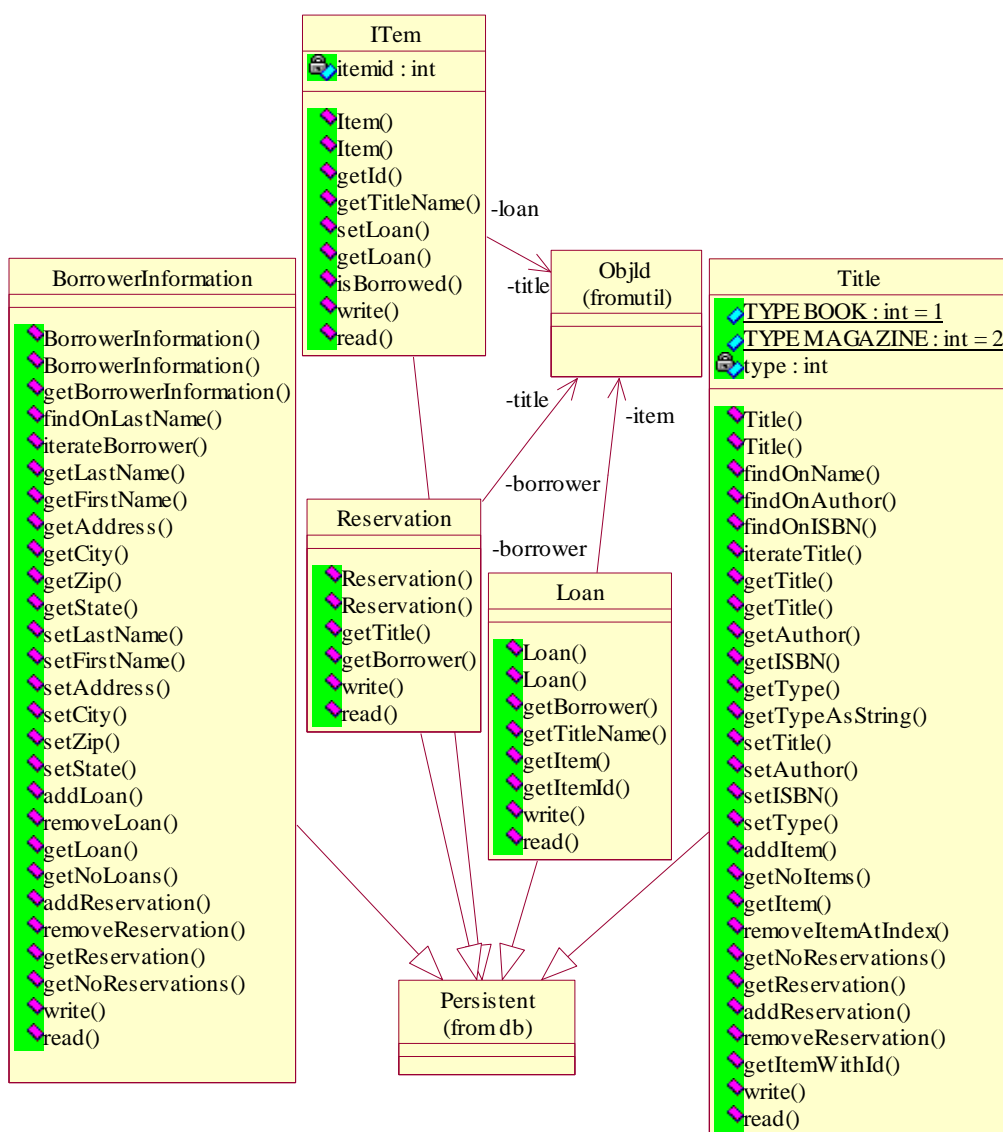 ITem
itemid : int
Item()
Item()
getId()
getTitleName()
setLoan()
getLoan()
isBorrowed()
write()
read()
-loan
-title
ObjId
(fromutil)
-title
-item
-borrower
-borrower
BorrowerInformation
BorrowerInformation()
BorrowerInformation()
getBorrowerInformation()
findOnLastName()
iterateBorrower()
getLastName()
getFirstName()
getAddress()
getCity()
getZip()
getState()
setLastName()
setFirstName()
setAddress()
setCity()
setZip()
setState()
addLoan()
removeLoan()
getLoan()
getNoLoans()
addReservation()
removeReservation()
getReservation()
getNoReservations()
write()
read()
Reservation
Reservation()
Reservation()
getTitle()
getBorrower()
write()
read()
Loan
Loan()
Loan()
getBorrower()
getTitleName()
getItem()
getItemId()
write()
read()
Title
TYPE BOOK : int = 1
TYPE MAGAZINE : int = 2
type : int
Title()
Title()
findOnName()
findOnAuthor()
findOnISBN()
iterateTitle()
getTitle()
getTitle()
getAuthor()
getISBN()
getType()
getTypeAsString()
setTitle()
setAuthor()
setISBN()
setType()
addItem()
getNoItems()
getItem()
removeItemAtIndex()
getNoReservations()
getReservation()
addReservation()
removeReservation()
getItemWithId()
write()
read()
Persistent
(from db)